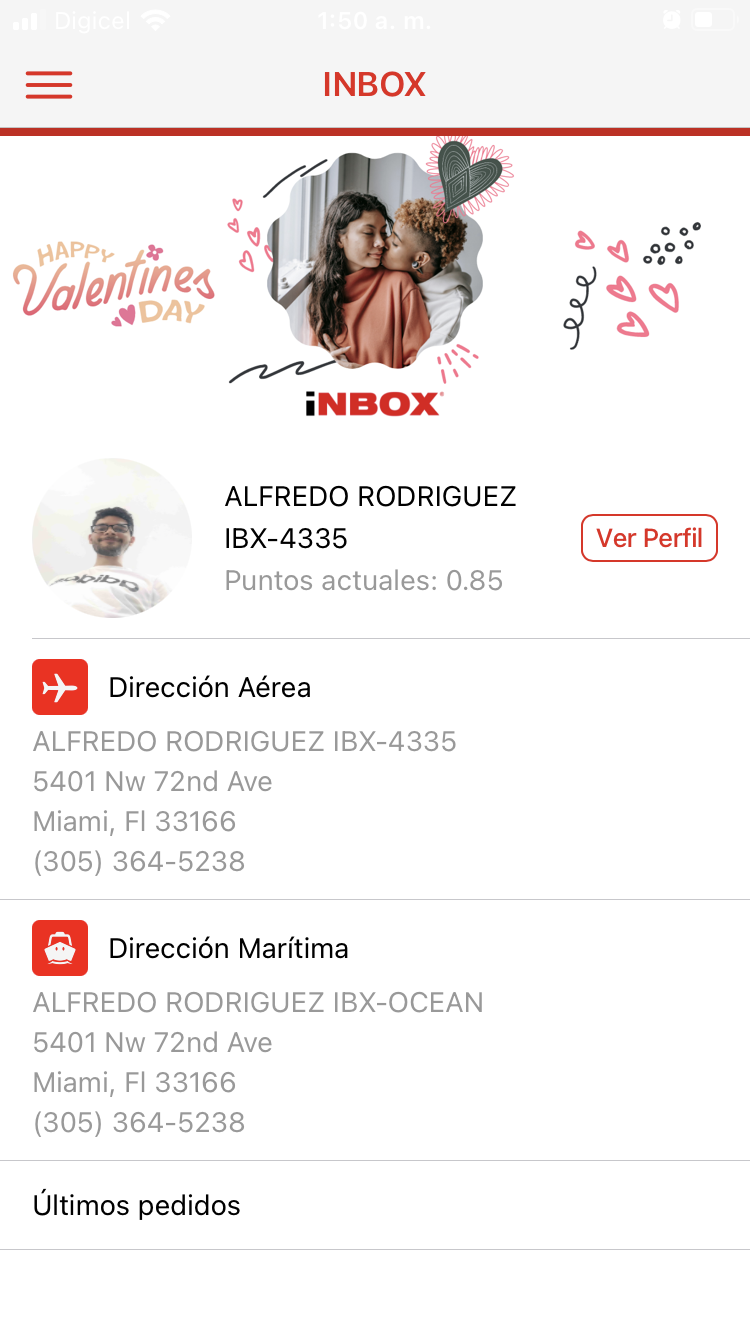 Digicel 1:50 a. m.
INBOX
HAPPY
Valentines
DAY
iNBOX
ALFREDO RODRIGUEZ
IBX-4335
Ver Perfil
Puntos actuales: 0.85
Dirección Aérea
ALFREDO RODRIGUEZ IBX-4335
5401 Nw 72nd Ave
Miami, Fl 33166
(305) 364-5238
Dirección Marítima
ALFREDO RODRIGUEZ IBX-OCEAN
5401 Nw 72nd Ave
Miami, Fl 33166
(305) 364-5238
Últimos pedidos